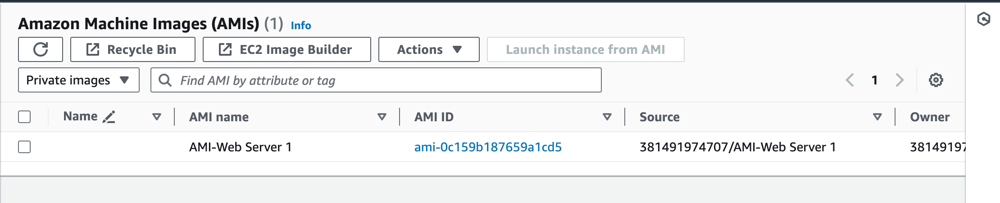 Amazon Machine Images (AMIs) (1) Info
Recycle Bin EC2 Image Builder Actions Launch instance from AMI
Private images Find AMI by attribute or tag 1
Name AMI name AMI ID Source Owner
AMI-Web Server 1 ami-0c159b187659a1cd5 381491974707/AMI-Web Server 1 38149197